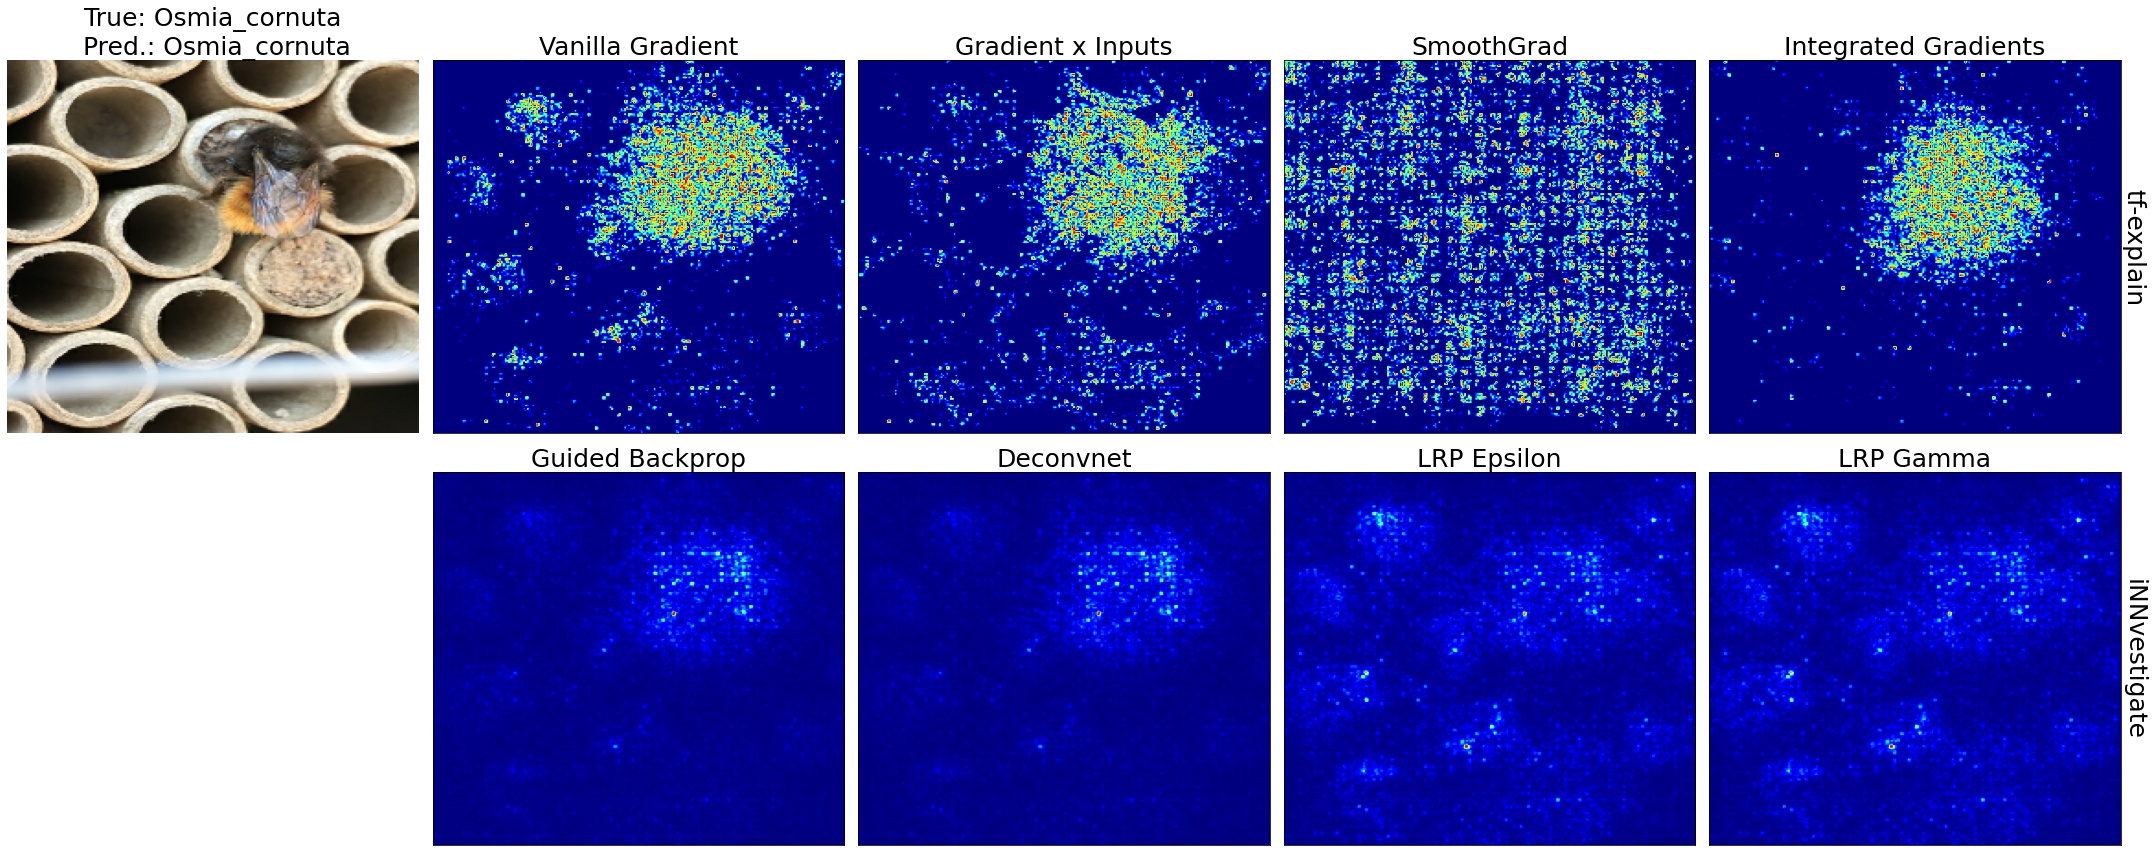 True: Osmia_cornuta
Pred.: Osmia_cornuta
Vanilla Gradient
Gradient x Inputs
SmoothGrad
Integrated Gradients
tf-explain
Guided Backprop
Deconvnet
LRP Epsilon
LRP Gamma
iNNvestigate